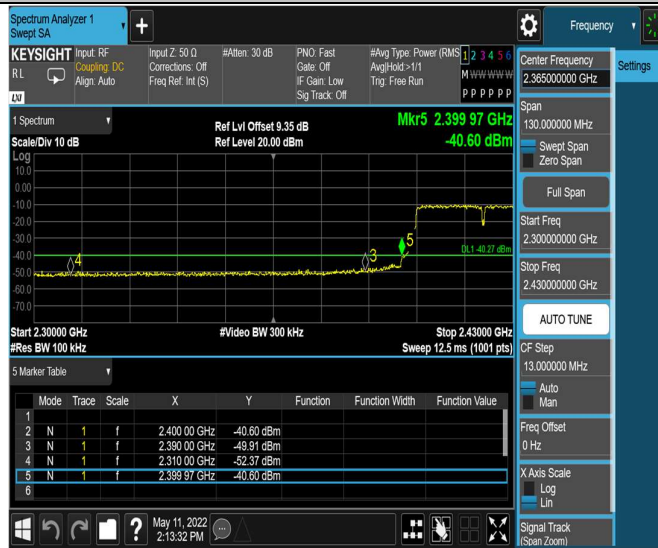 Spectrum Analyzer 1
Swept SA
Frequency
KEYSIGHT
RL
LXI
Input: RF
Coupling: DC
Align: Auto
Input Z: 50 Ω
Corrections: Off
Freq Ref: Int (S)
#Atten: 30 dB
PNO: Fast
Gate: Off
IF Gain: Low
Sig Track: Off
#Avg Type: Power (RMS
Avg|Hold:>1/1
Trig: Free Run
1 2 3 4 5 6
M W W W W W
P P P P P P
Center Frequency
2.365000000 GHz
Settings
Span
130.000000 MHz
Swept Span
Zero Span
Full Span
Start Freq
2.300000000 GHz
Stop Freq
2.430000000 GHz
AUTO TUNE
CF Step
13.000000 MHz
Auto
Man
Freq Offset
0 Hz
X Axis Scale
Log
Lin
Signal Track
(Span Zoom)
1 Spectrum
Scale/Div 10 dB
Ref Lvl Offset 9.35 dB
Ref Level 20.00 dBm
Mkr5 2.399 97 GHz
-40.60 dBm
Log
10.0
0.00
-10.0
-20.0
-30.0
-40.0
-50.0
-60.0
-70.0
4
3
5
DL1 -40.27 dBm
Start 2.30000 GHz
#Video BW 300 kHz
Stop 2.43000 GHz
#Res BW 100 kHz
Sweep 12.5 ms (1001 pts)
5 Marker Table
Mode Trace Scale X Y Function Function Width Function Value
1
2 N 1 f 2.400 00 GHz -40.60 dBm
3 N 1 f 2.390 00 GHz -49.91 dBm
4 N 1 f 2.310 00 GHz -52.37 dBm
5 N 1 f 2.399 97 GHz -40.60 dBm
6
May 11, 2022
2:13:32 PM